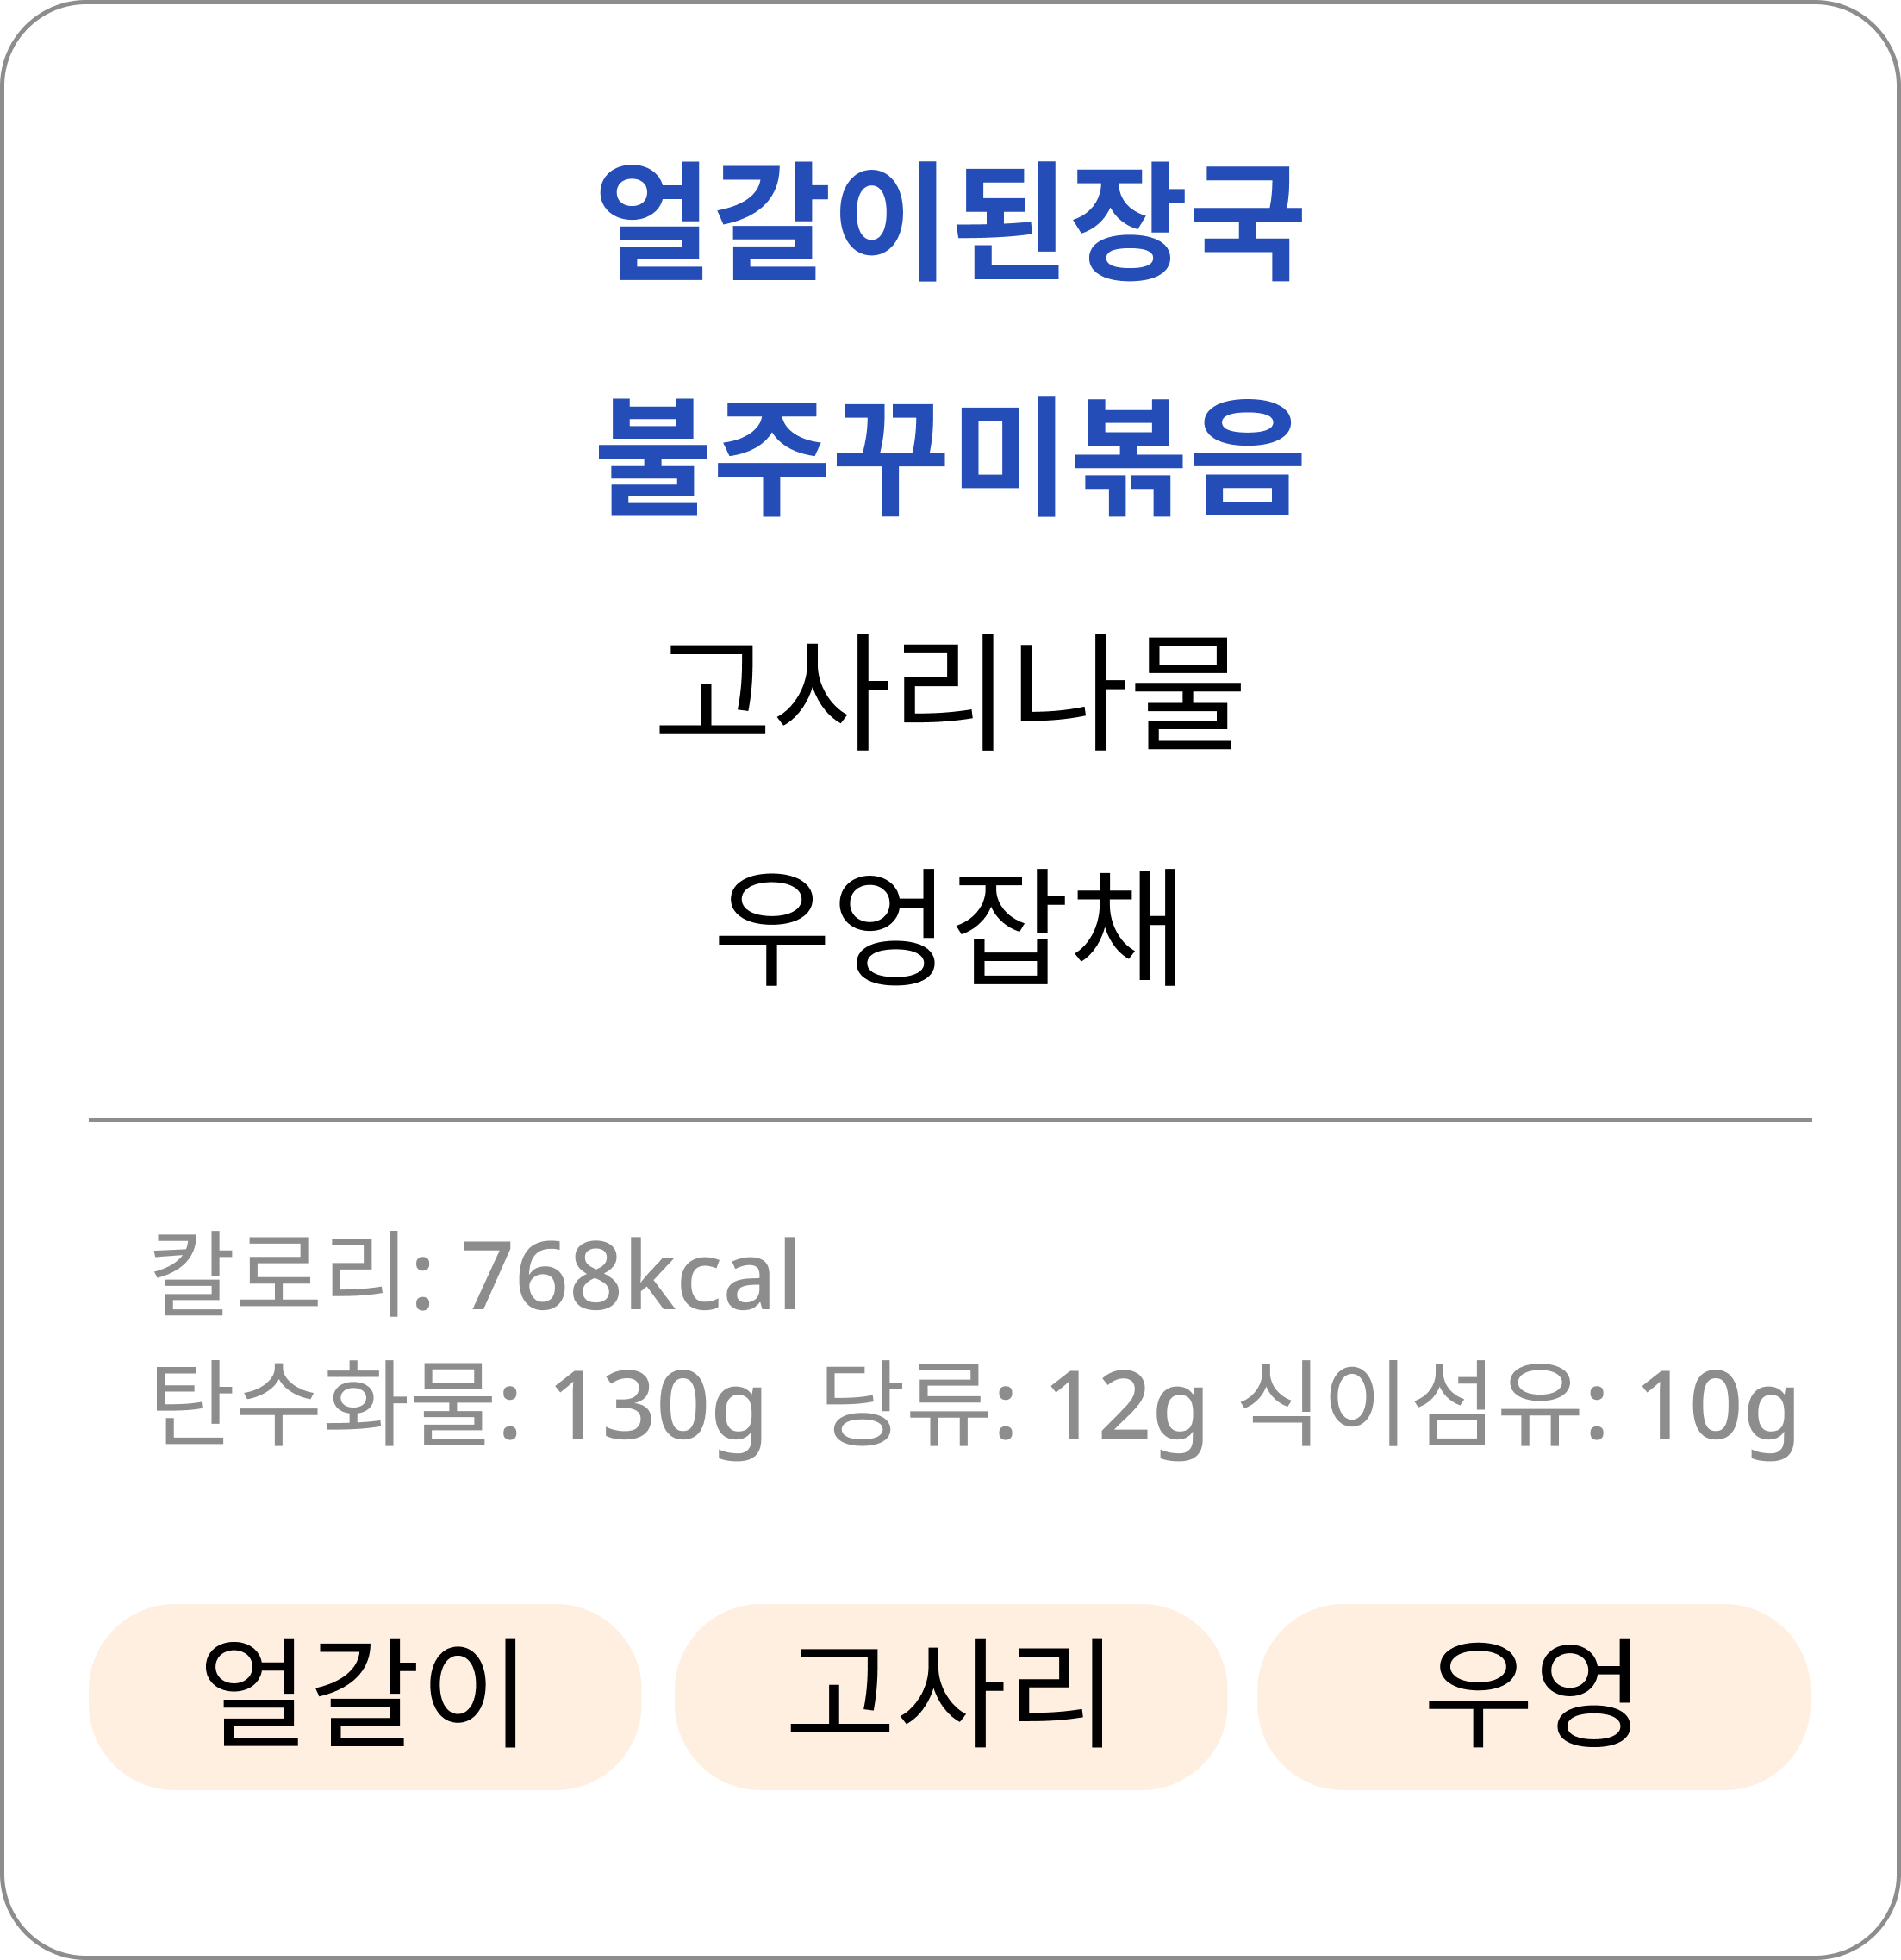 얼갈이된장국
불주꾸미볶음
고사리나물
우엉잡채
칼로리: 768kcal
탄수화물: 130g 당류: 12g 식이섬유: 10g
얼갈이 고사리 우엉